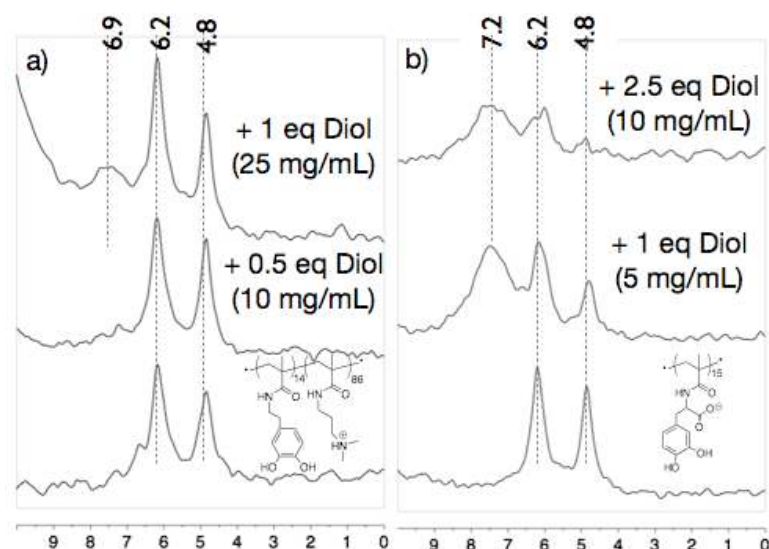 6.9
6.2
4.8
a)
+ 1 eq Diol
(25 mg/mL)
+ 0.5 eq Diol
(10 mg/mL)
14
86
NH
O
NH
O
HO
OH
HN
⊕
9 8 7 6 5 4 3 2 1 0
7.2
6.2
4.8
b)
+ 2.5 eq Diol
(10 mg/mL)
+ 1 eq Diol
(5 mg/mL)
15
HN
O
O
⊖
O
HO
OH
9 8 7 6 5 4 3 2 1 0